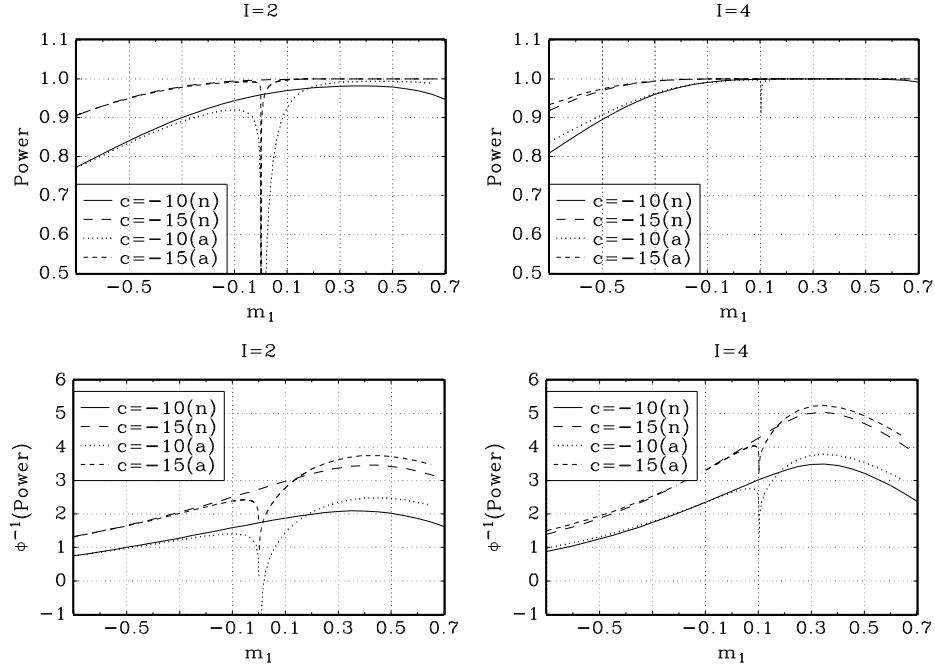 I=2
Power
1.1
1.0
0.9
0.8
0.7
0.6
0.5
c=−10(n)
c=−15(n)
c=−10(a)
c=−15(a)
−0.5 −0.1 0.1 0.3 0.5 0.7
m1
I=4
Power
1.1
1.0
0.9
0.8
0.7
0.6
0.5
c=−10(n)
c=−15(n)
c=−10(a)
c=−15(a)
−0.5 −0.1 0.1 0.3 0.5 0.7
m1
I=2
ϕ⁻¹(Power)
6
5
4
3
2
1
0
−1
c=−10(n)
c=−15(n)
c=−10(a)
c=−15(a)
−0.5 −0.1 0.1 0.3 0.5 0.7
m1
I=4
ϕ⁻¹(Power)
6
5
4
3
2
1
0
−1
c=−10(n)
c=−15(n)
c=−10(a)
c=−15(a)
−0.5 −0.1 0.1 0.3 0.5 0.7
m1